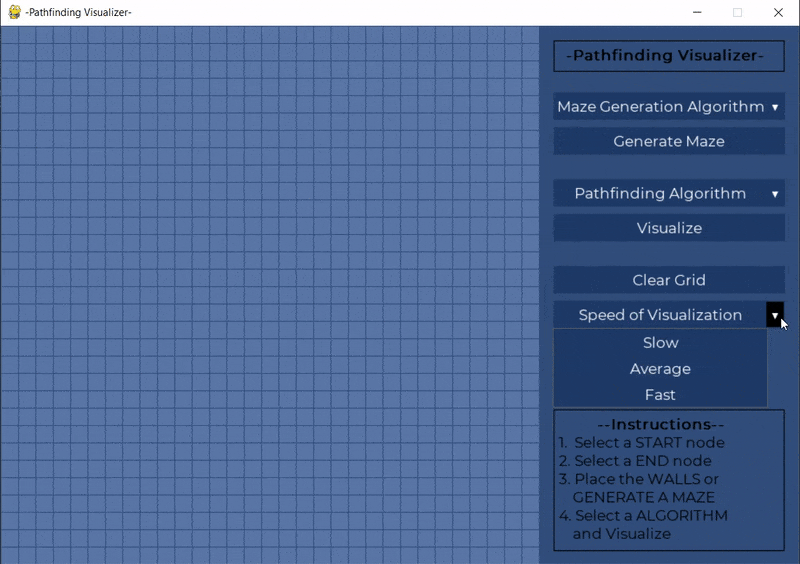 -Pathfinding Visualizer-
-Pathfinding Visualizer-
Maze Generation Algorithm ▼
Generate Maze
Pathfinding Algorithm ▼
Visualize
Clear Grid
Speed of Visualization ▼
Slow
Average
Fast
--Instructions--
1. Select a START node
2. Select a END node
3. Place the WALLS or
GENERATE A MAZE
4. Select a ALGORITHM
and Visualize